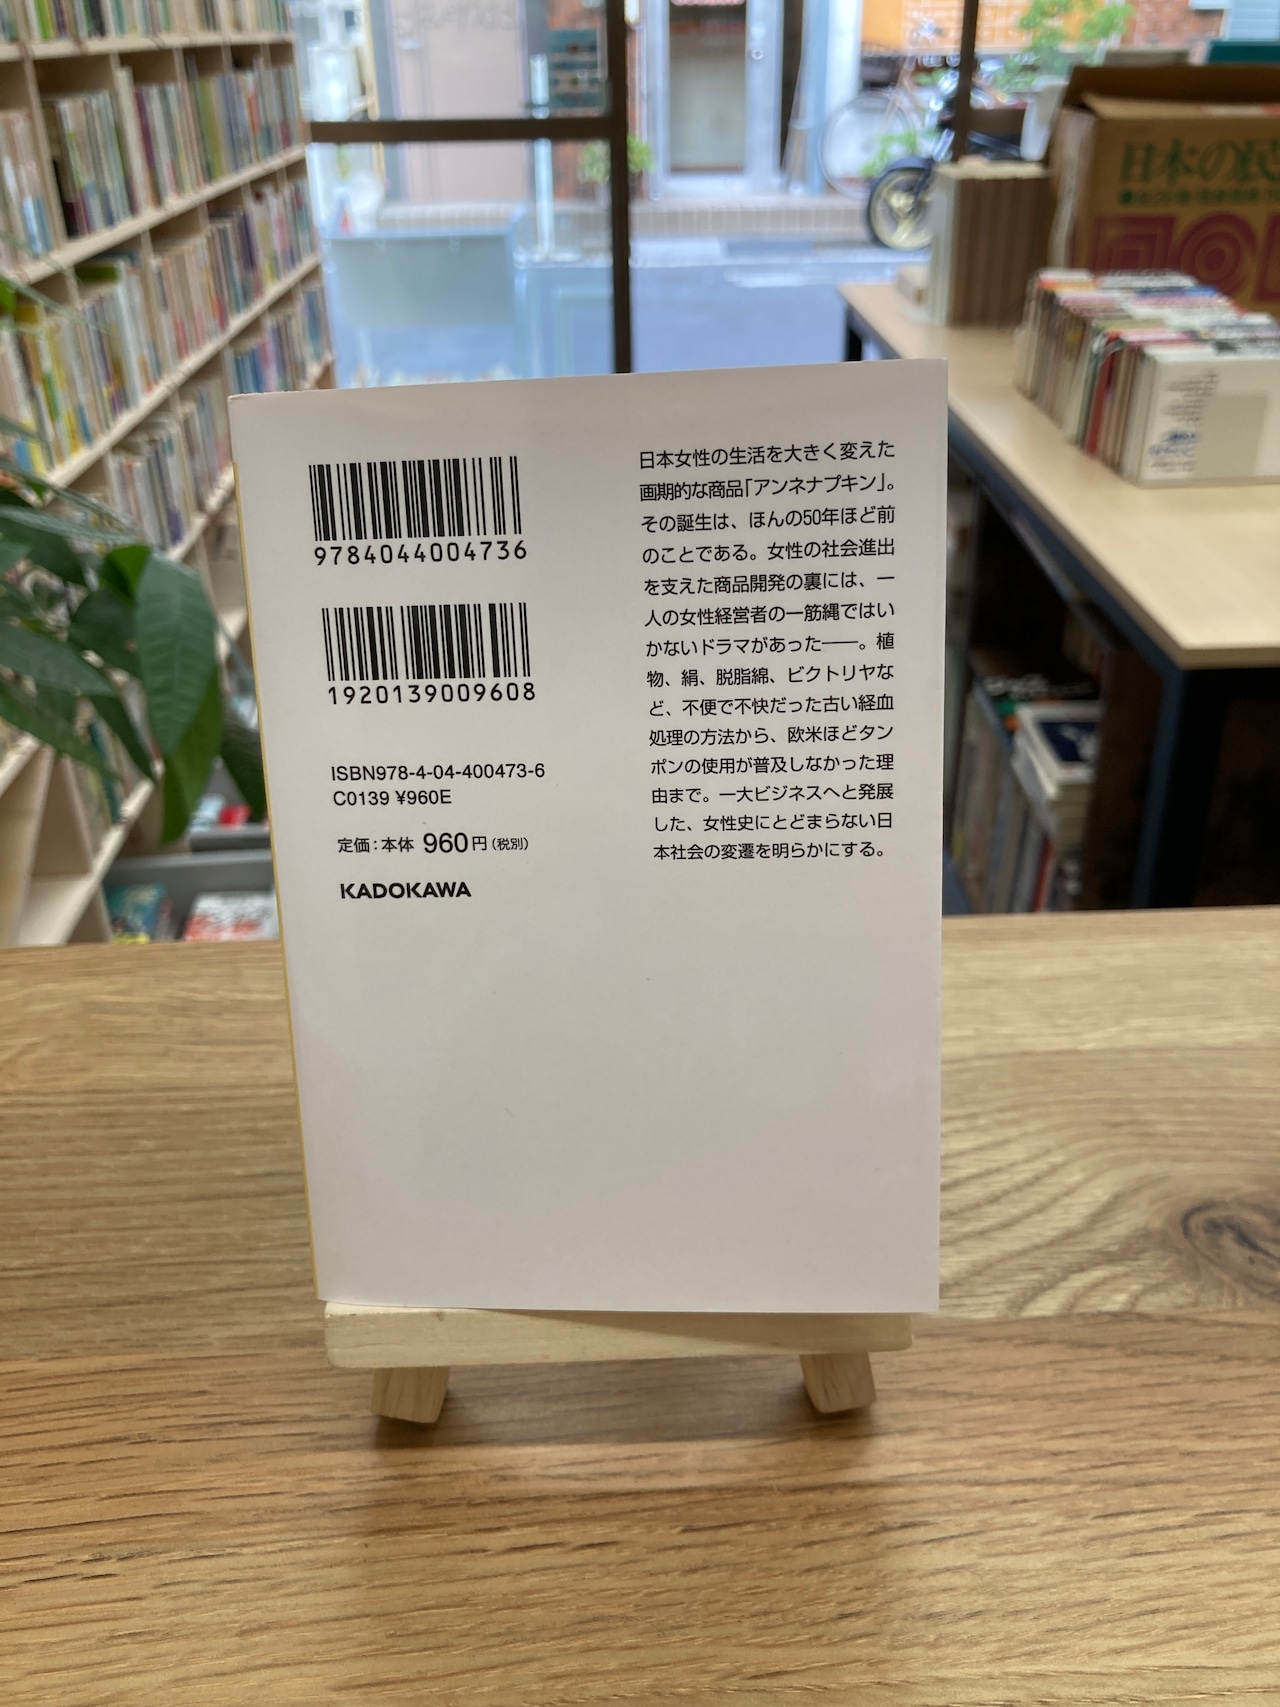 日本の民
9784044004736
1920139009608
ISBN978-4-04-400473-6
C0139 ¥960E
定価：本体 960円（税別）
KADOKAWA
日本女性の生活を大きく変えた
画期的な商品「アンネナプキン」。
その誕生は、ほんの50年ほど前
のことである。女性の社会進出
を支えた商品開発の裏には、一
人の女性経営者の一筋縄ではい
かないドラマがあった――。植
物、絹、脱脂綿、ビクトリヤな
ど、不便で不快だった古い経血
処理の方法から、欧米ほどタン
ポンの使用が普及しなかった理
由まで。一大ビジネスへと発展
した、女性史にとどまらない日
本社会の変遷を明らかにする。